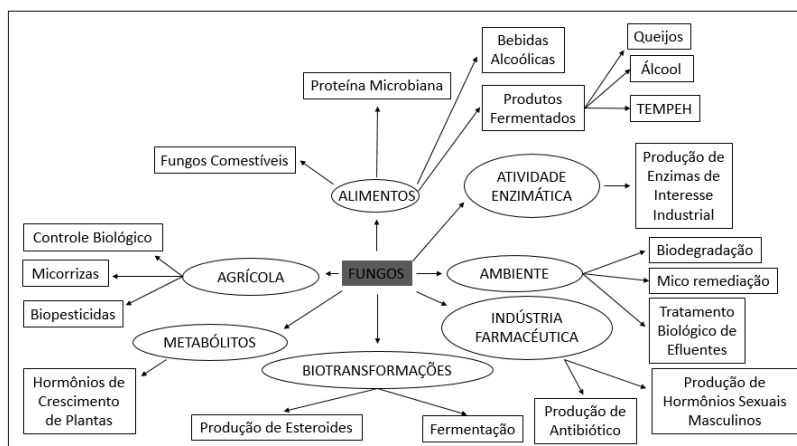 Queijos
Bebidas
Alcoólicas
Álcool
Proteína Microbiana
Produtos
Fermentados
TEMPEH
Fungos Comestíveis
ALIMENTOS
ATIVIDADE
ENZIMÁTICA
Produção de
Enzimas de
Interesse
Industrial
Controle Biológico
Micorrizas
Biopesticidas
AGRÍCOLA
FUNGOS
AMBIENTE
Biodegradação
Mico remediação
Tratamento
Biológico de
Efluentes
METABÓLITOS
INDÚSTRIA
FARMACÉUTICA
BIOTRANSFORMAÇÕES
Hormônios de
Crescimento
de Plantas
Produção de Esteroides
Fermentação
Produção de
Antibiótico
Produção de
Hormônios Sexuais
Masculinos